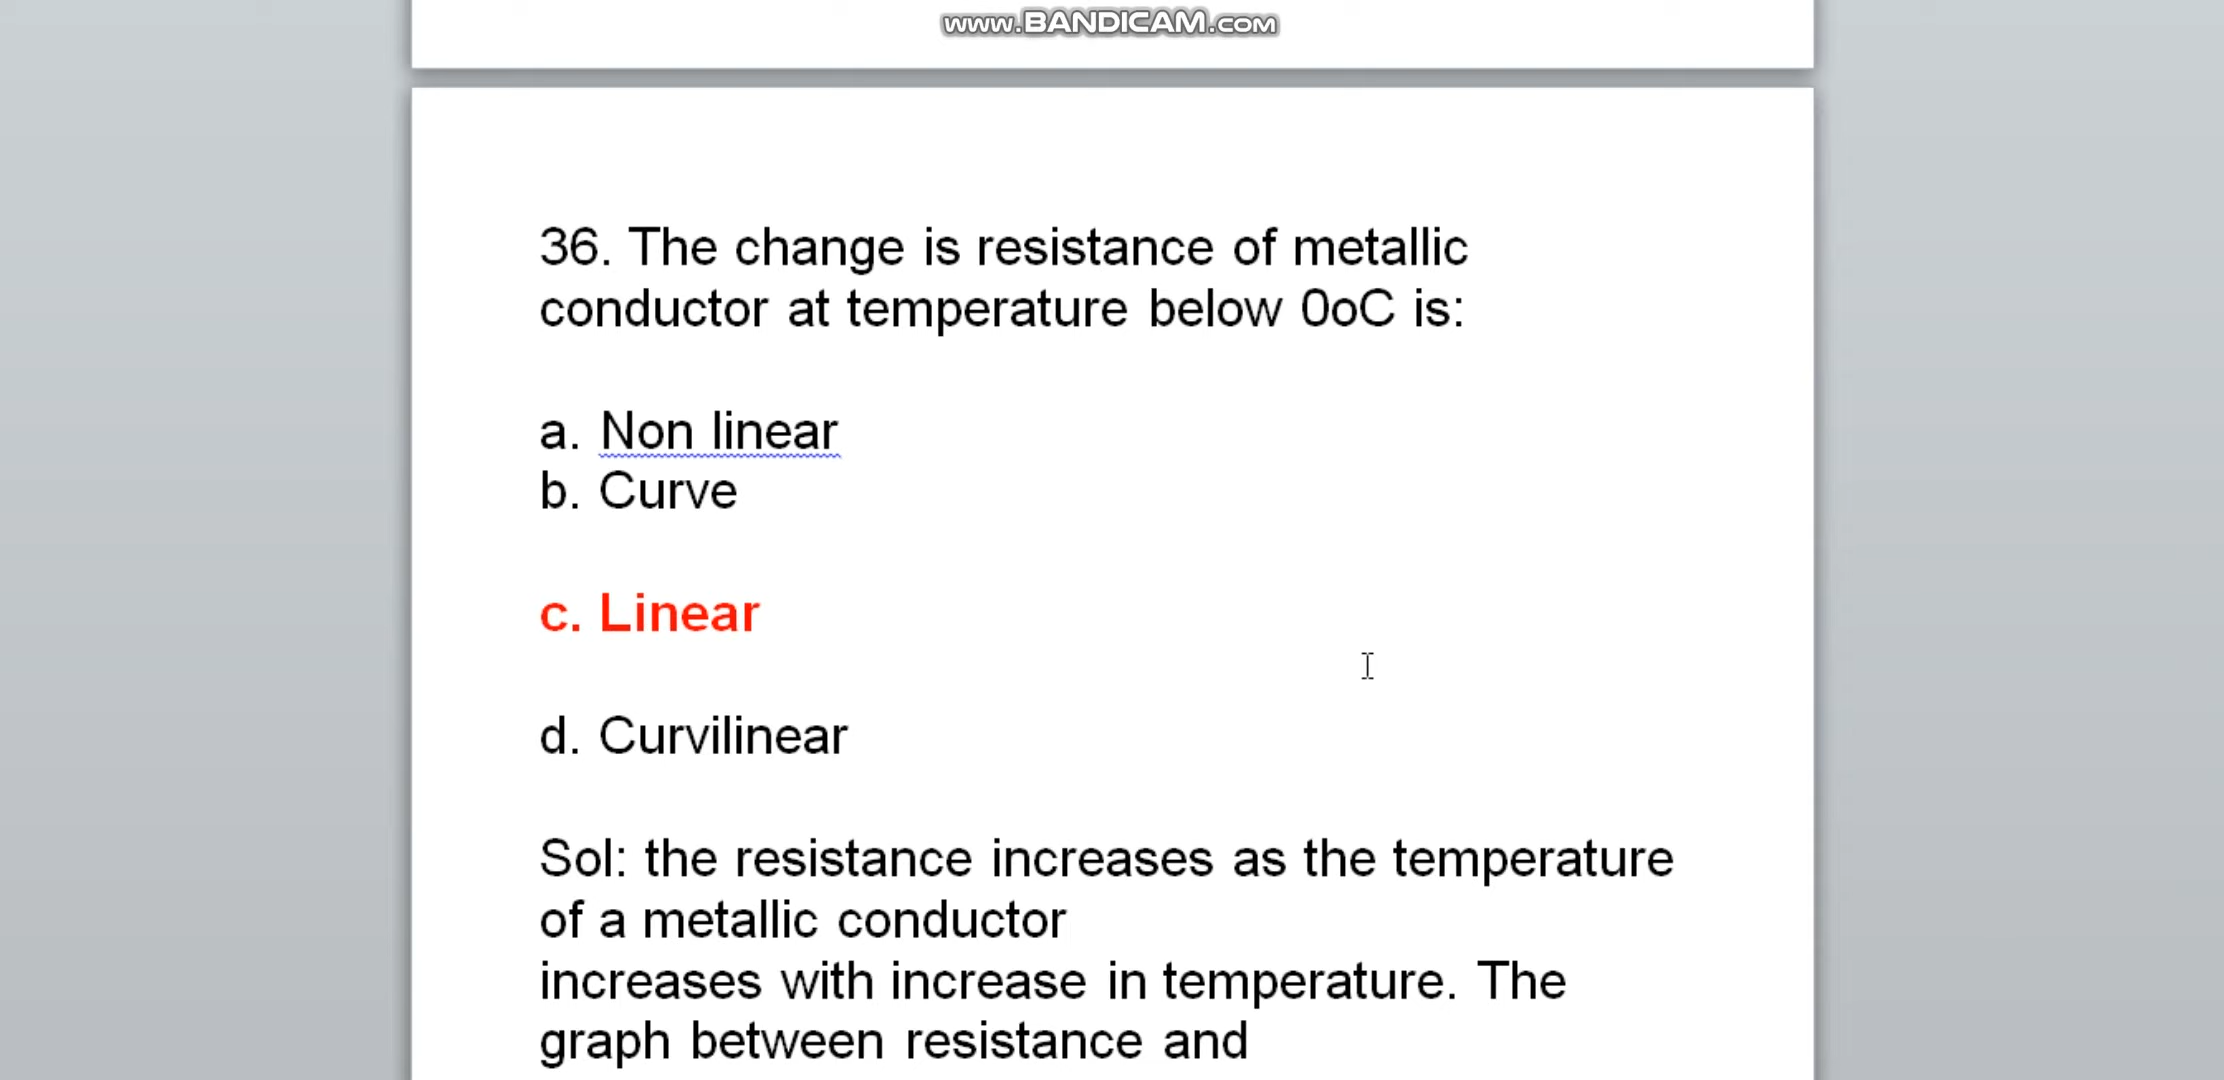 www.BANDICAM.com
36. The change is resistance of metallic
conductor at temperature below 0oC is:
a. Non linear
b. Curve
c. Linear
d. Curvilinear
Sol: the resistance increases as the temperature
of a metallic conductor
increases with increase in temperature. The
graph between resistance and